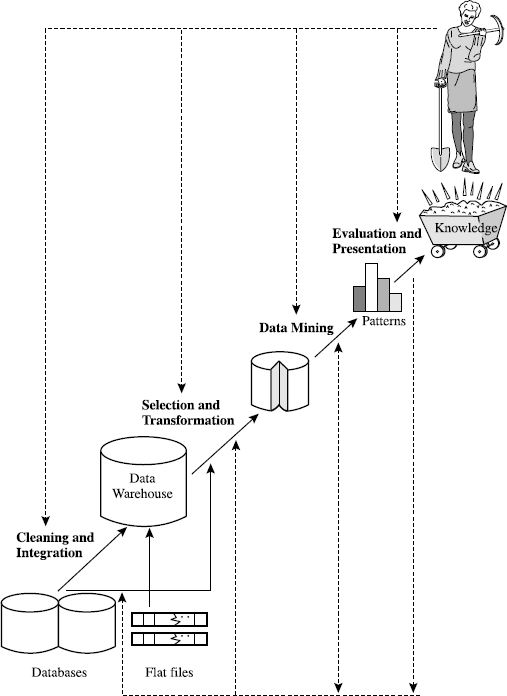 Knowledge
Evaluation and
Presentation
Patterns
Data Mining
Selection and
Transformation
Data
Warehouse
Cleaning and
Integration
Databases
Flat files